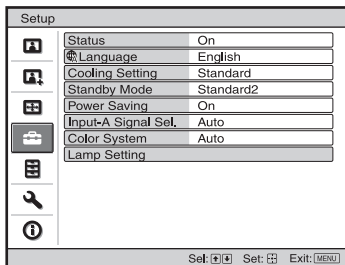 Setup
Status On
Language English
Cooling Setting Standard
Standby Mode Standard2
Power Saving On
Input-A Signal Sel. Auto
Color System Auto
Lamp Setting
Sel: Set: Exit: MENU